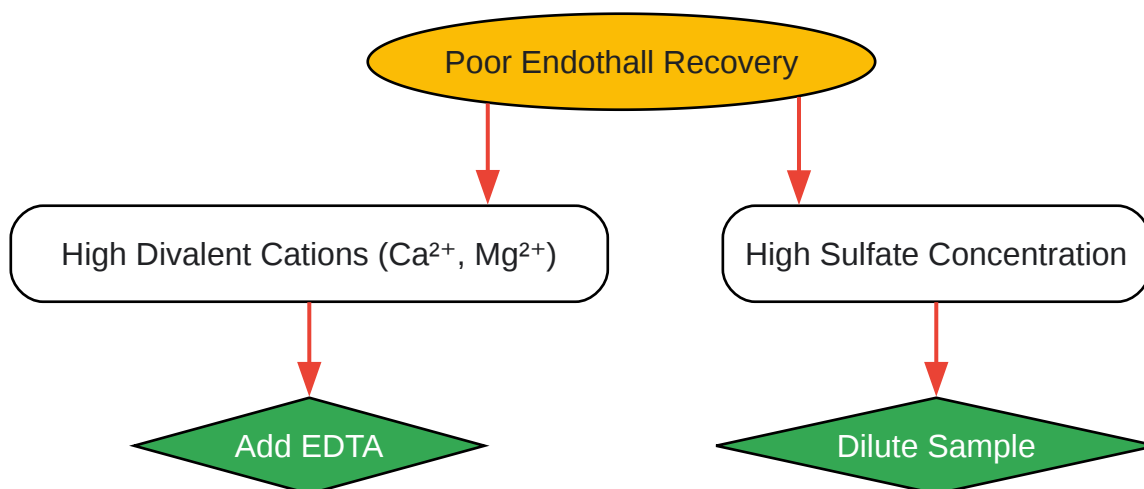 Poor Endothall Recovery
High Divalent Cations (Ca²⁺, Mg²⁺)
High Sulfate Concentration
Add EDTA
Dilute Sample